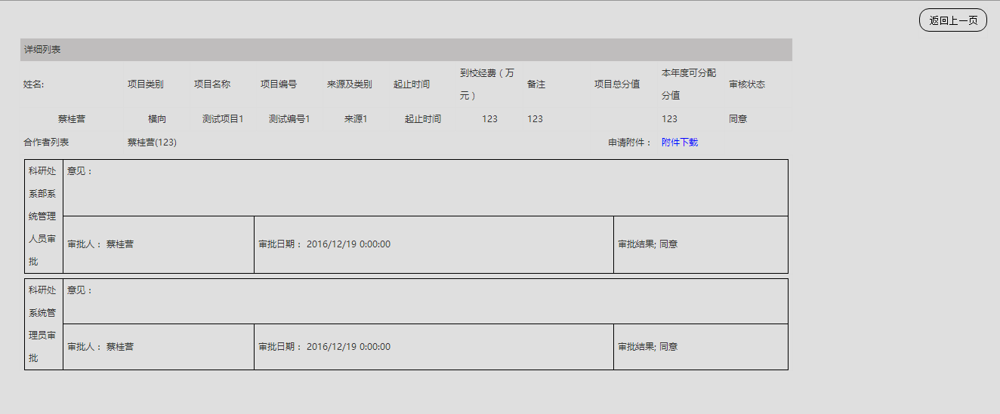 返回上一页
详细列表
姓名: 项目类别 项目名称 项目编号 来源及类别 起止时间 到校经费（万元） 备注 项目总分值 本年度可分配分值 审核状态
蔡桂营 横向 测试项目1 测试编号1 来源1 起止时间 123 123 123 同意
合作者列表 蔡桂营(123) 申请附件： 附件下载
科研处系部系统管理人员审批
意见：
审批人： 蔡桂营 审批日期： 2016/12/19 0:00:00 审批结果; 同意
科研处系统管理员审批
意见：
审批人： 蔡桂营 审批日期： 2016/12/19 0:00:00 审批结果; 同意